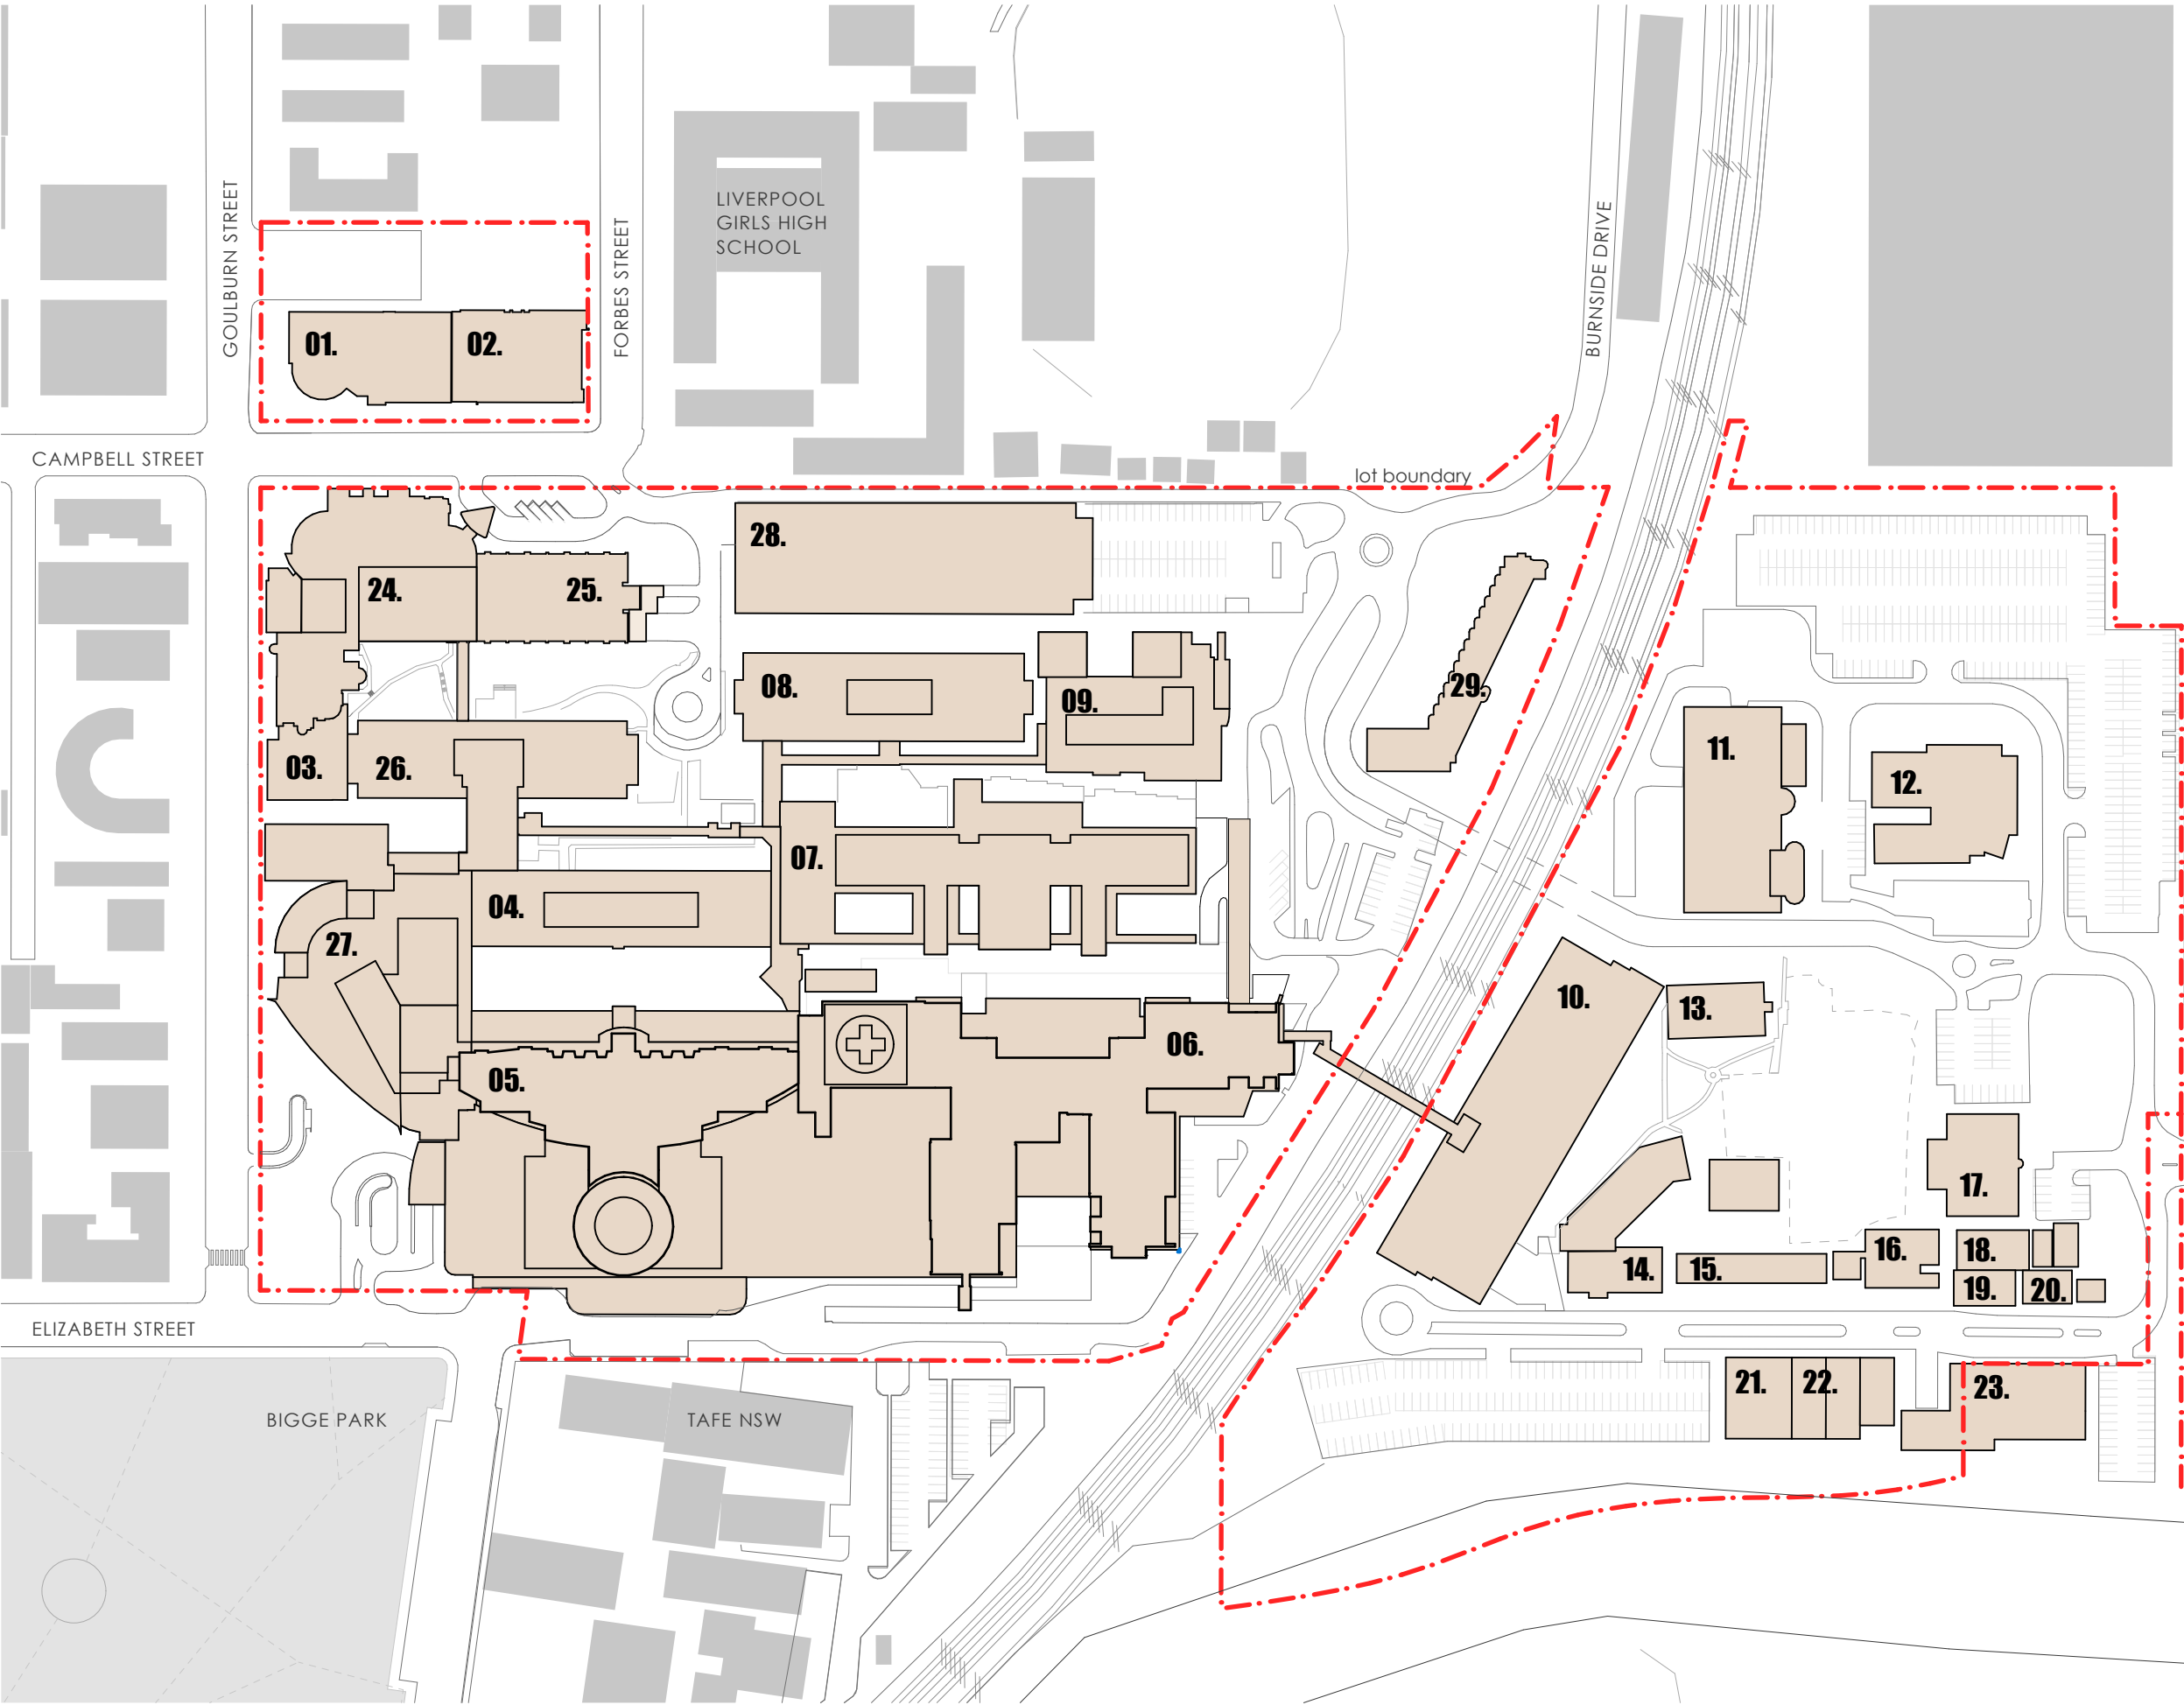 GOULBURN STREET
FORBES STREET
LIVERPOOL
GIRLS HIGH
SCHOOL
BURNSIDE DRIVE
01.
02.
CAMPBELL STREET
lot boundary
28.
24.
25.
08.
09.
29.
03.
26.
11.
12.
07.
04.
27.
10.
13.
06.
05.
17.
16.
18.
14.
15.
19.
20.
ELIZABETH STREET
21.
22.
23.
BIGGE PARK
TAFE NSW